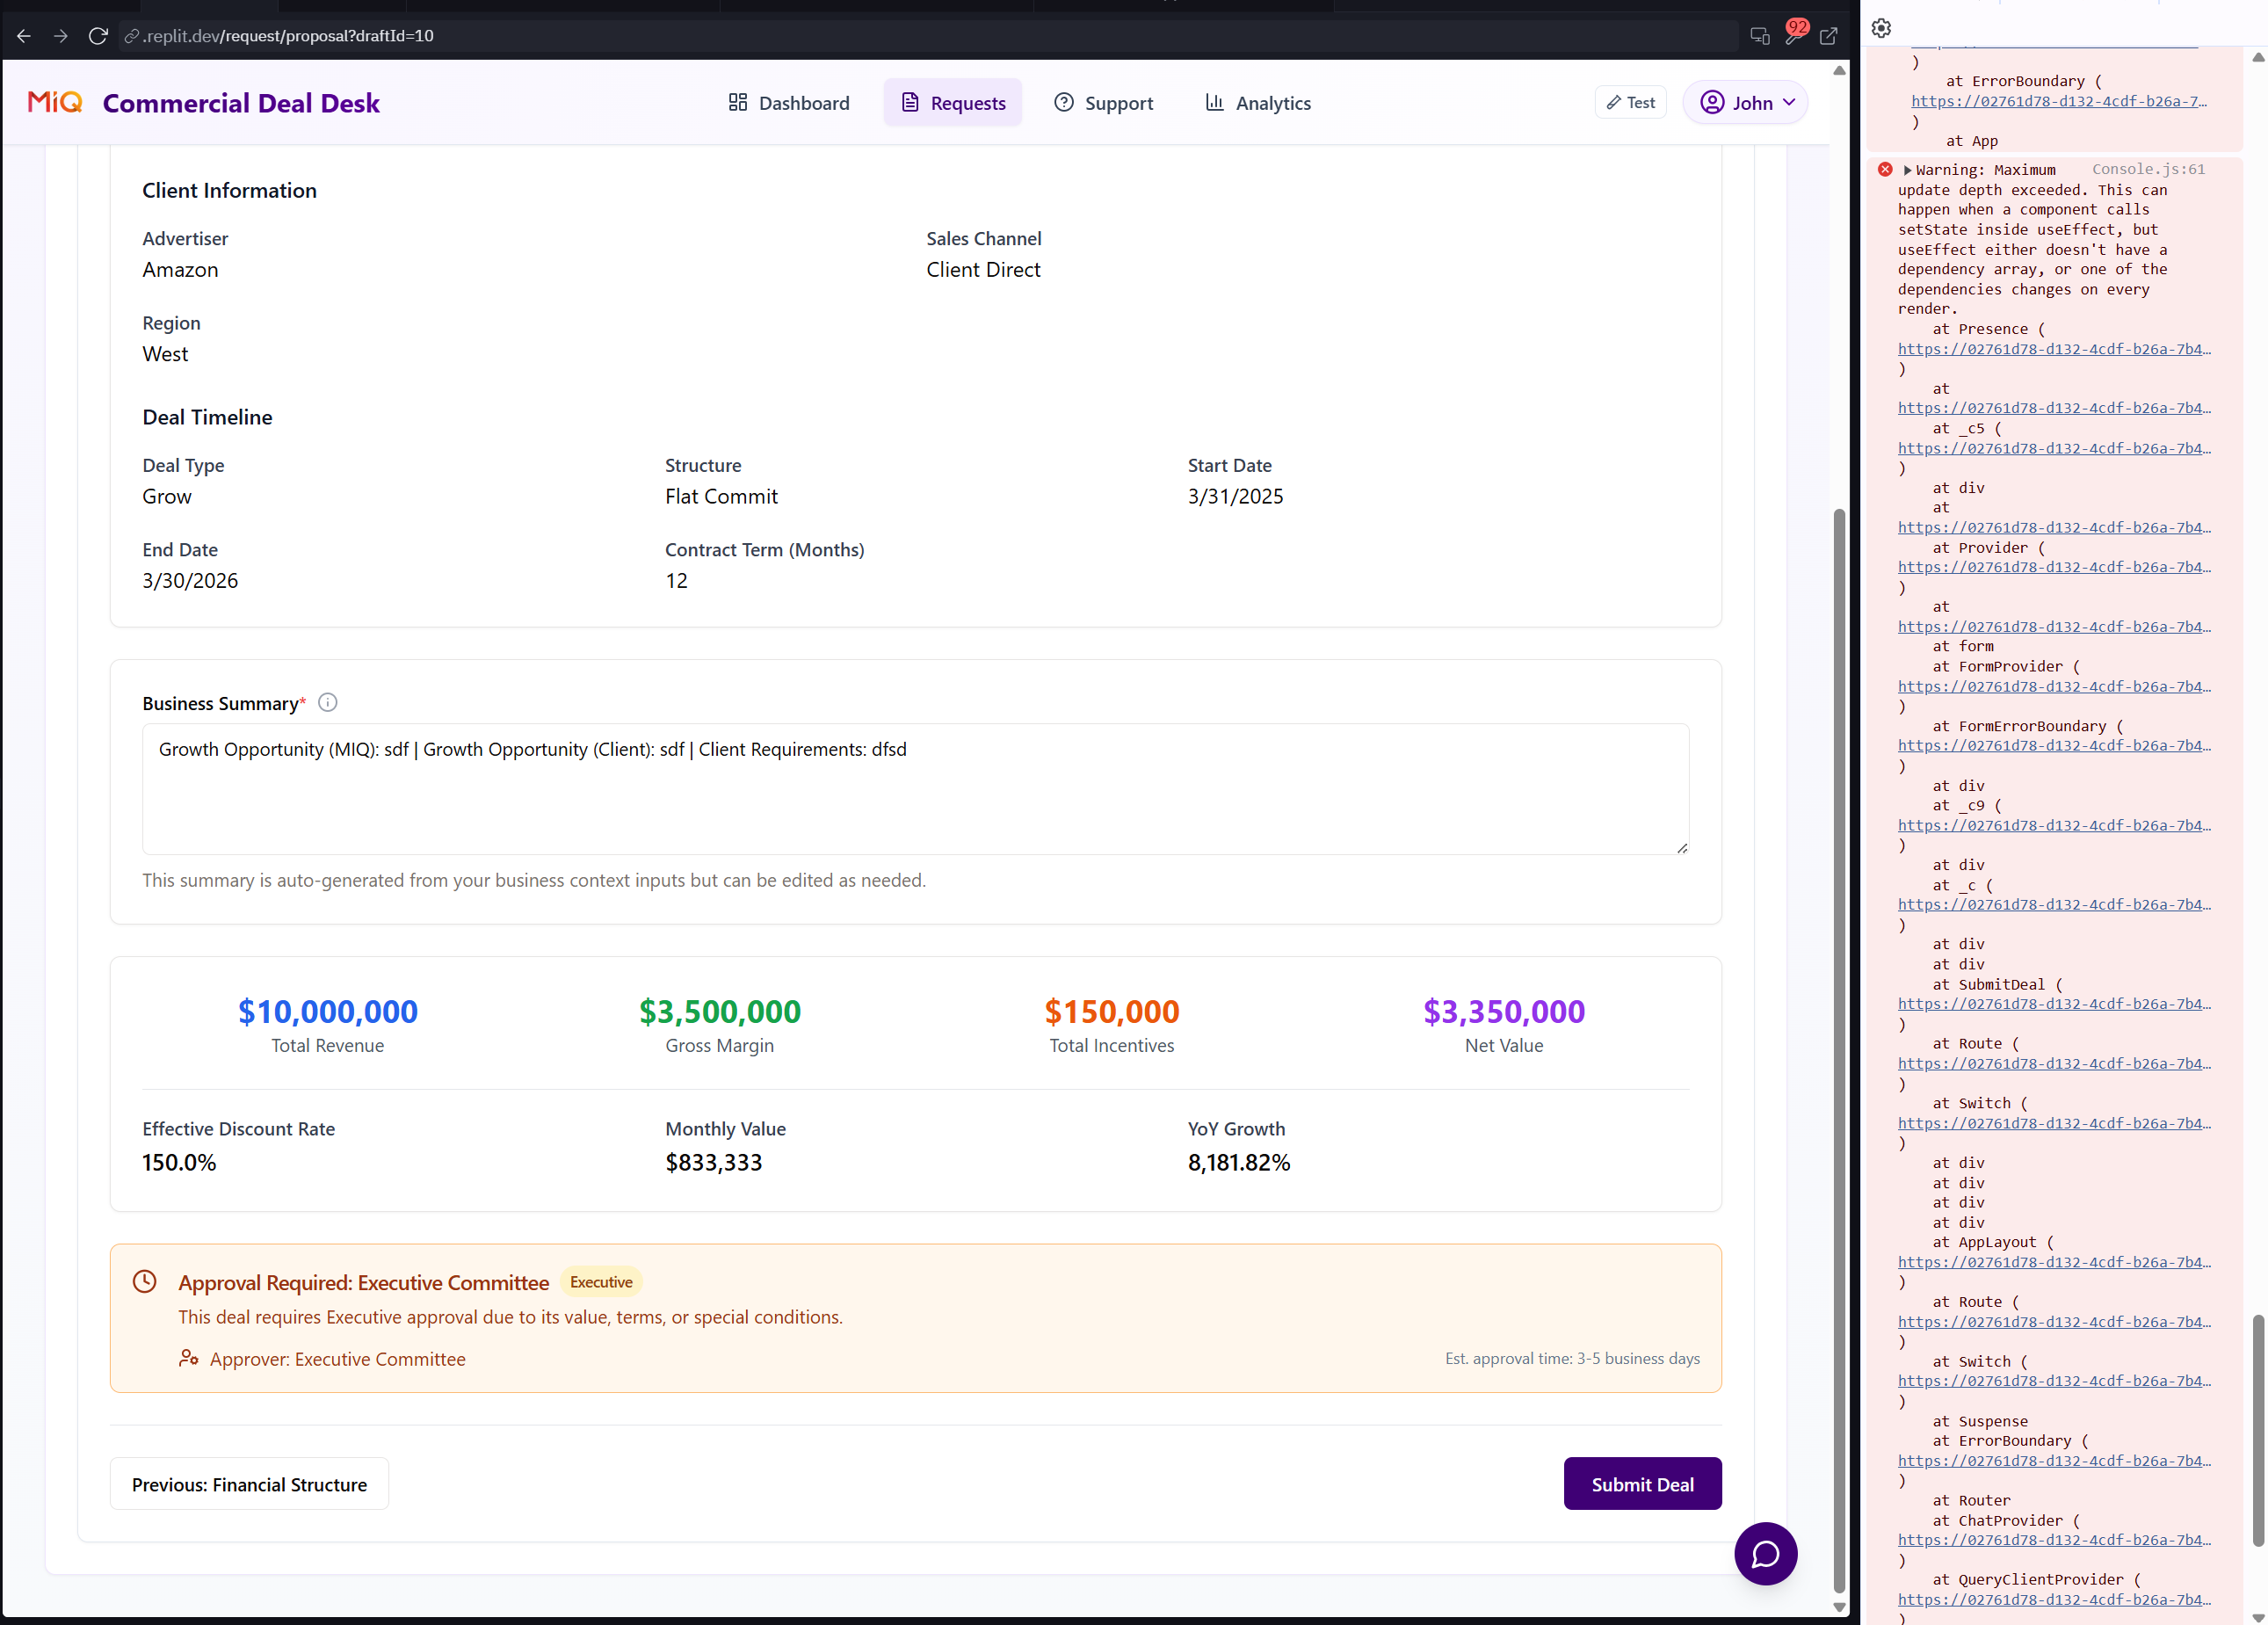 .replit.dev/request/proposal?draftId=10
92
MiQ
Commercial Deal Desk
Dashboard
Requests
Support
Analytics
Test
John
Client Information
Advertiser
Sales Channel
Amazon
Client Direct
Region
West
Deal Timeline
Deal Type
Structure
Start Date
Grow
Flat Commit
3/31/2025
End Date
Contract Term (Months)
3/30/2026
12
Business Summary*
Growth Opportunity (MIQ): sdf | Growth Opportunity (Client): sdf | Client Requirements: dfsd
This summary is auto-generated from your business context inputs but can be edited as needed.
$10,000,000
$3,500,000
$150,000
$3,350,000
Total Revenue
Gross Margin
Total Incentives
Net Value
Effective Discount Rate
Monthly Value
YoY Growth
150.0%
$833,333
8,181.82%
Approval Required: Executive Committee
Executive
This deal requires Executive approval due to its value, terms, or special conditions.
Approver: Executive Committee
Est. approval time: 3-5 business days
Previous: Financial Structure
Submit Deal
)
at ErrorBoundary (
https://02761d78-d132-4cdf-b26a-7…
)
at App
Warning: Maximum
Console.js:61
update depth exceeded. This can
happen when a component calls
setState inside useEffect, but
useEffect either doesn't have a
dependency array, or one of the
dependencies changes on every
render.
at Presence (
https://02761d78-d132-4cdf-b26a-7b4…
)
at
https://02761d78-d132-4cdf-b26a-7b4…
at _c5 (
https://02761d78-d132-4cdf-b26a-7b4…
)
at div
at
https://02761d78-d132-4cdf-b26a-7b4…
at Provider (
https://02761d78-d132-4cdf-b26a-7b4…
)
at
https://02761d78-d132-4cdf-b26a-7b4…
at form
at FormProvider (
https://02761d78-d132-4cdf-b26a-7b4…
)
at FormErrorBoundary (
https://02761d78-d132-4cdf-b26a-7b4…
)
at div
at _c9 (
https://02761d78-d132-4cdf-b26a-7b4…
)
at div
at _c (
https://02761d78-d132-4cdf-b26a-7b4…
)
at div
at div
at SubmitDeal (
https://02761d78-d132-4cdf-b26a-7b4…
)
at Route (
https://02761d78-d132-4cdf-b26a-7b4…
)
at Switch (
https://02761d78-d132-4cdf-b26a-7b4…
)
at div
at div
at div
at div
at AppLayout (
https://02761d78-d132-4cdf-b26a-7b4…
)
at Route (
https://02761d78-d132-4cdf-b26a-7b4…
)
at Switch (
https://02761d78-d132-4cdf-b26a-7b4…
)
at Suspense
at ErrorBoundary (
https://02761d78-d132-4cdf-b26a-7b4…
)
at Router
at ChatProvider (
https://02761d78-d132-4cdf-b26a-7b4…
)
at QueryClientProvider (
https://02761d78-d132-4cdf-b26a-7b4…
)